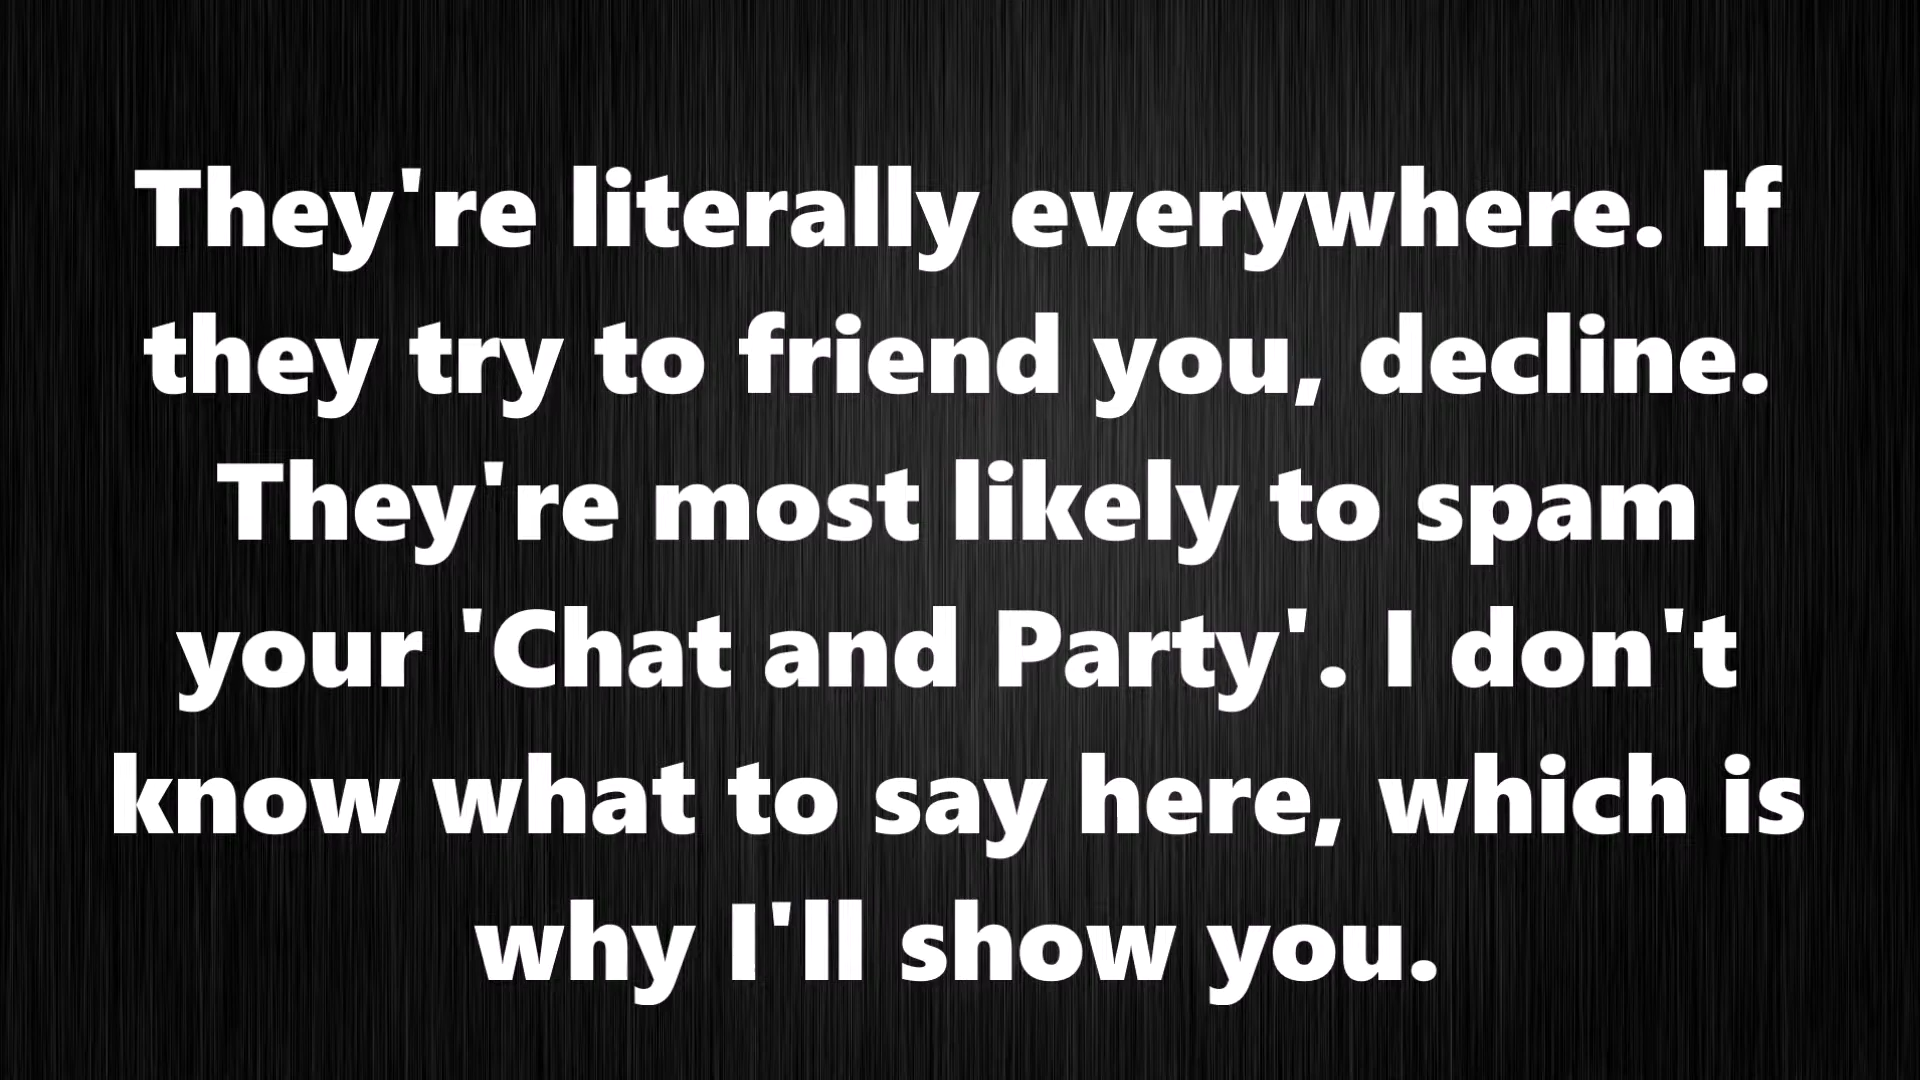 They're literally everywhere. If
they try to friend you, decline.
They're most likely to spam
your 'Chat and Party'. I don't
know what to say here, which is
why I'll show you.